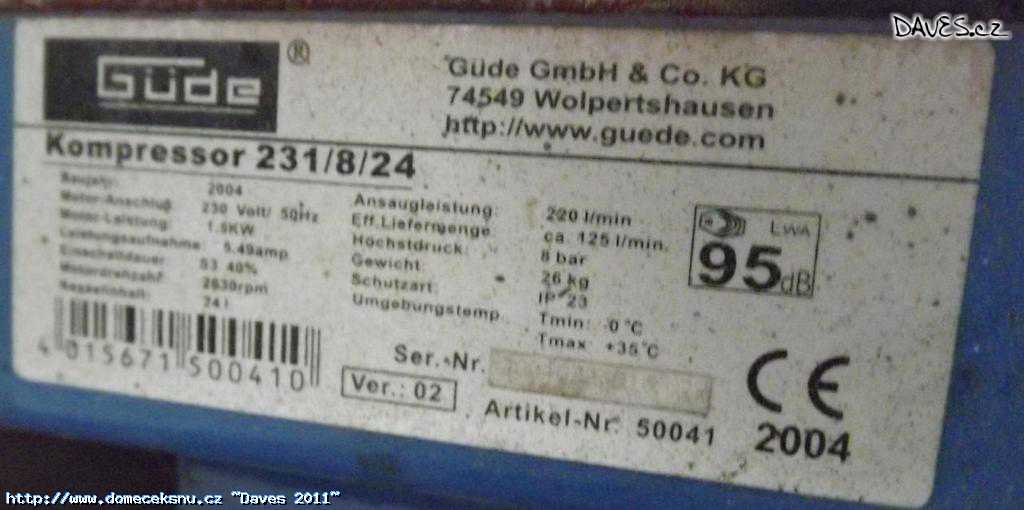 DAVES.cz
Güde ®
Güde GmbH & Co. KG
74549 Wolpertshausen
http://www.guede.com
Kompressor 231/8/24
Baujahr: 2004
Motor-Anschluß 230 Volt/ 50Hz
Motor-Leistung: 1.5KW
Leistungsaufnahme 5.49amp
Einschaltdauer S3 40%
Motordrehzahl: 2830rpm
Kesselinhalt: 24 l
Ansaugleistung: 220 l/min
Eff.Liefermenge ca. 125 l/min.
Höchstdruck: 8 bar
Gewicht: 26 kg
Schutzart: IP 23
Umgebungstemp. Tmin: -0 °C
Tmax +35°C
LWA
95dB
4 015671 500410
Ser.-Nr.
Ver.: 02
Artikel-Nr. 50041
CE
2004
http://www.domeceksnu.cz "Daves 2011"